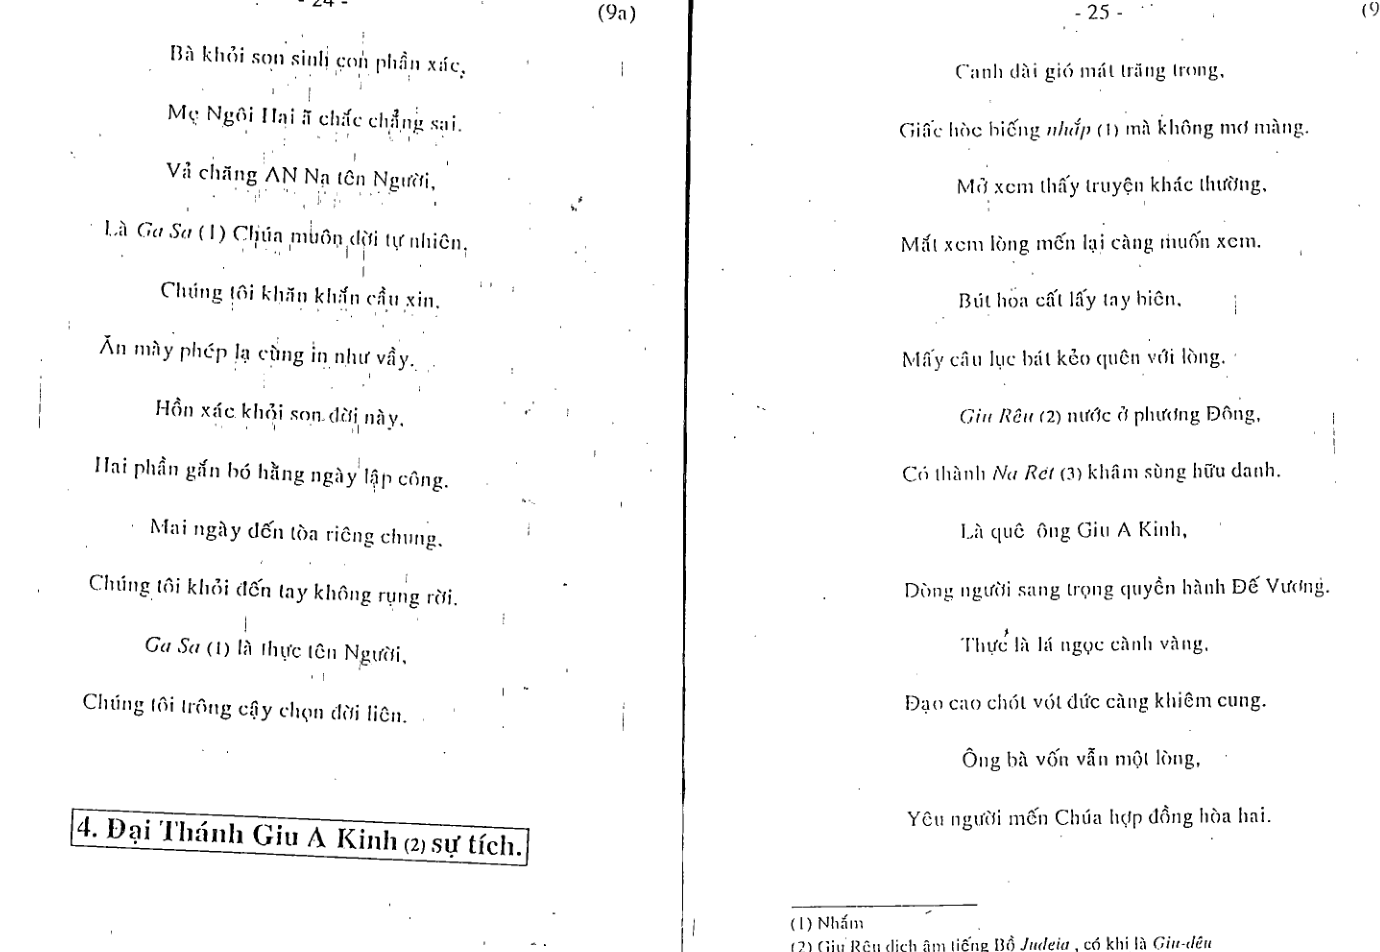 - 24 -
(9a)
Bà khỏi son sinh con phần xác,
Mẹ Ngôi Hai ã chắc chẳng sai.
Vả chăng AN Na tên Người,
Là Ga Sa (1) Chúa muôn đời tự nhiên,
Chúng tôi khăn khắn cầu xin,
Ăn mày phép lạ cùng in như vầy.
Hồn xác khỏi son đời này,
Hai phần gắn bó hằng ngày lập công.
Mai ngày đến tòa riêng chung,
Chúng tôi khỏi đến tay không rụng rời.
Ga Sa (1) là thực tên Người,
Chúng tôi trông cậy chọn đời liên.
4. Đại Thánh Giu A Kinh (2) sự tích.
- 25 -
(9
Canh dài gió mát trăng trong,
Giấc hòe biếng nhắp (1) mà không mơ màng.
Mở xem thấy truyện khác thường,
Mắt xem lòng mến lại càng muốn xem.
Bút hoa cất lấy tay biên,
Mấy câu lục bát kẻo quên với lòng.
Giu Rêu (2) nước ở phương Đông,
Có thành Na Rét (3) khâm sùng hữu danh.
Là quê ông Giu A Kinh,
Dòng người sang trọng quyền hành Đế Vương.
Thực là lá ngọc cành vàng,
Đạo cao chót vót đức càng khiêm cung.
Ông bà vốn vẫn một lòng,
Yêu người mến Chúa hợp đồng hòa hai.
(1) Nhắm
(2) Giu Rêu dịch âm tiếng Bồ Judeia, có khi là Giu-dêu